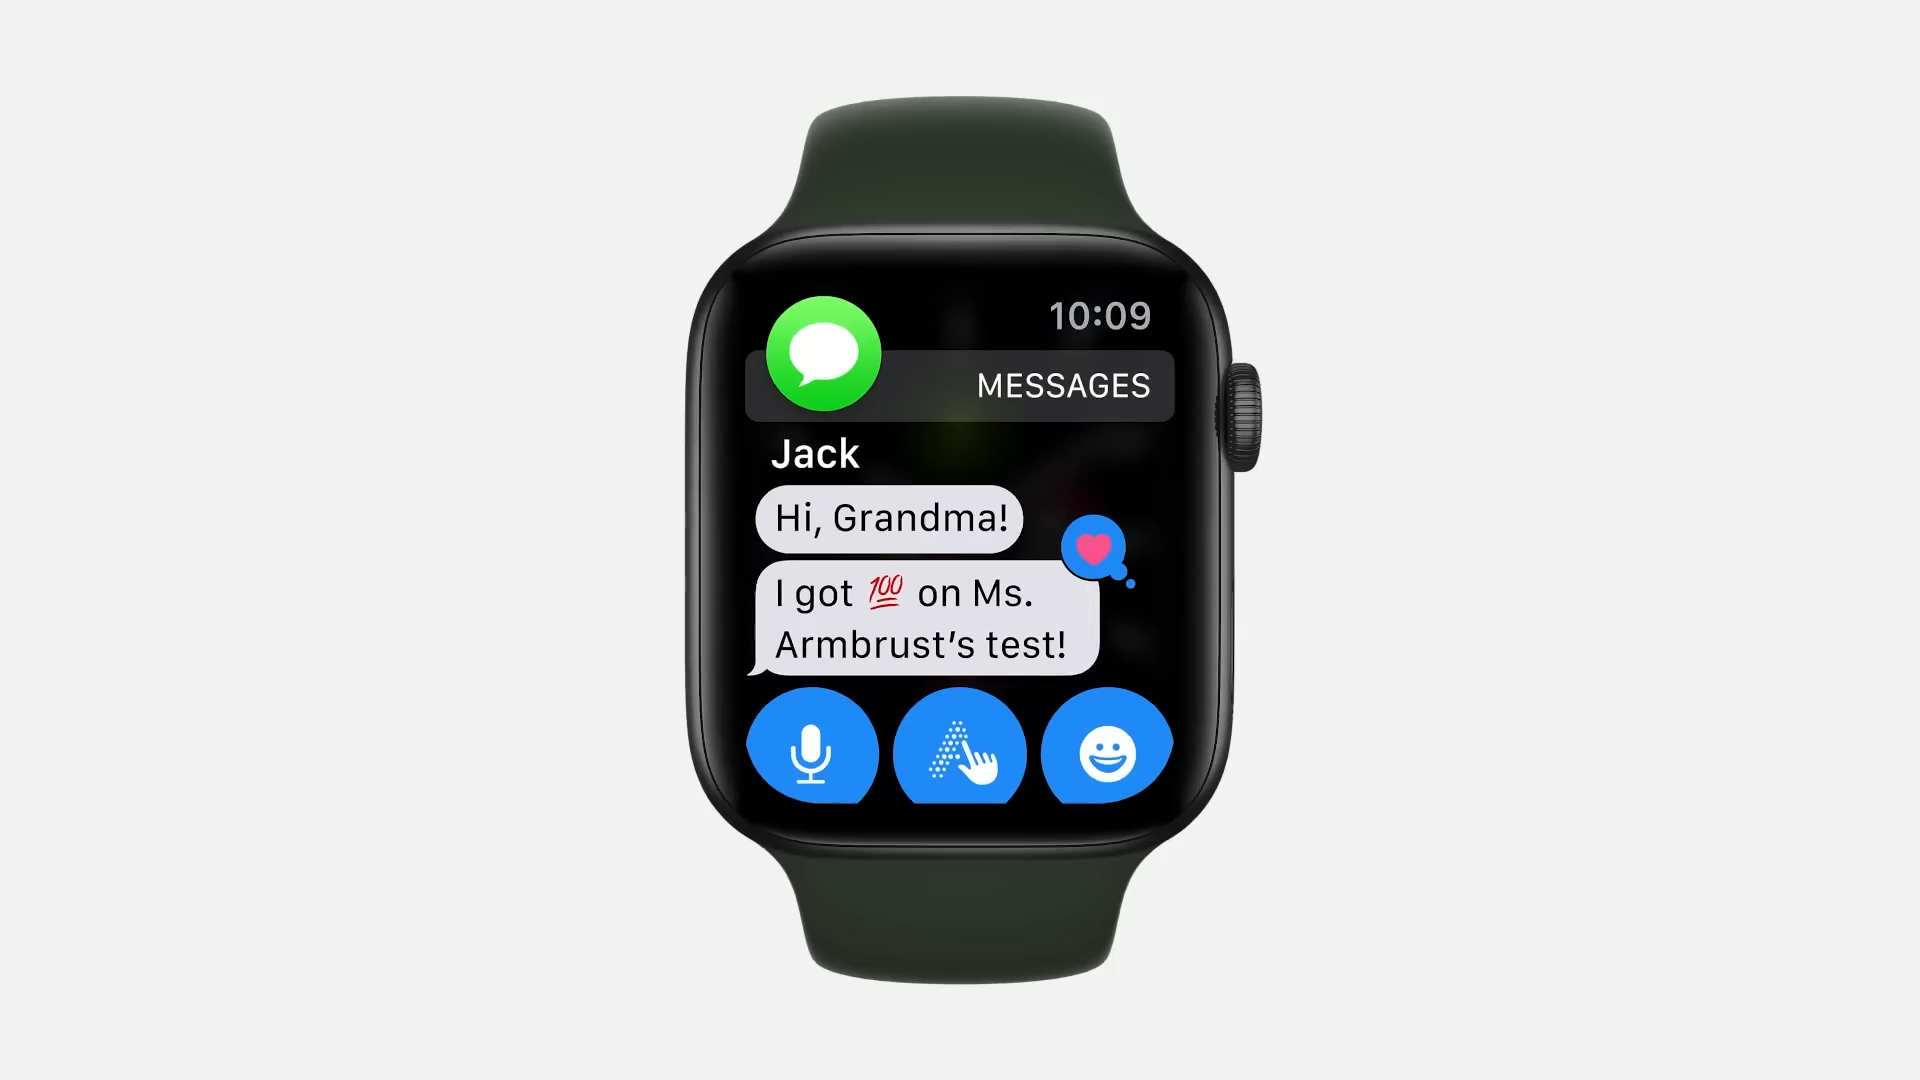 10:09
MESSAGES
Jack
Hi, Grandma!
I got 💯 on Ms.
Armbrust’s test!